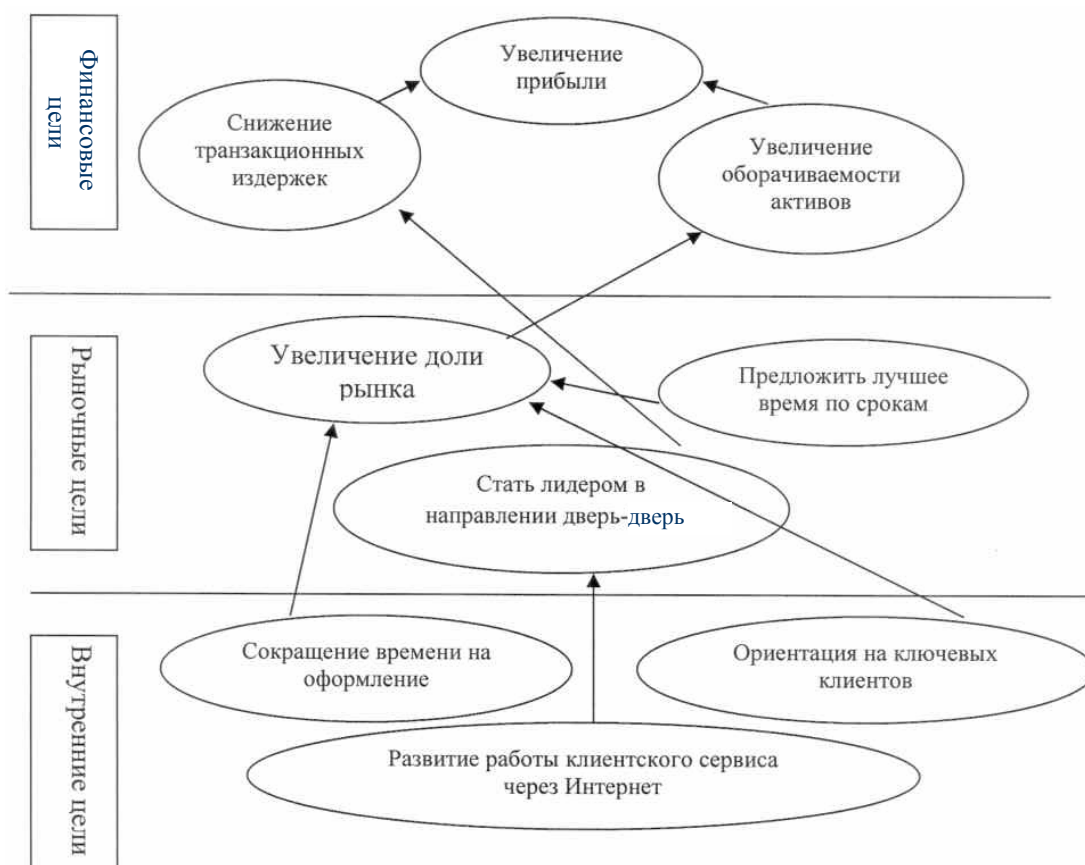 Финансовые
цели
Увеличение
прибыли
Снижение
транзакционных
издержек
Увеличение
оборачиваемости
активов
Рыночные цели
Увеличение доли
рынка
Предложить лучшее
время по срокам
Стать лидером в
направлении дверь-дверь
Внутренние цели
Сокращение времени на
оформление
Ориентация на ключевых
клиентов
Развитие работы клиентского сервиса
через Интернет